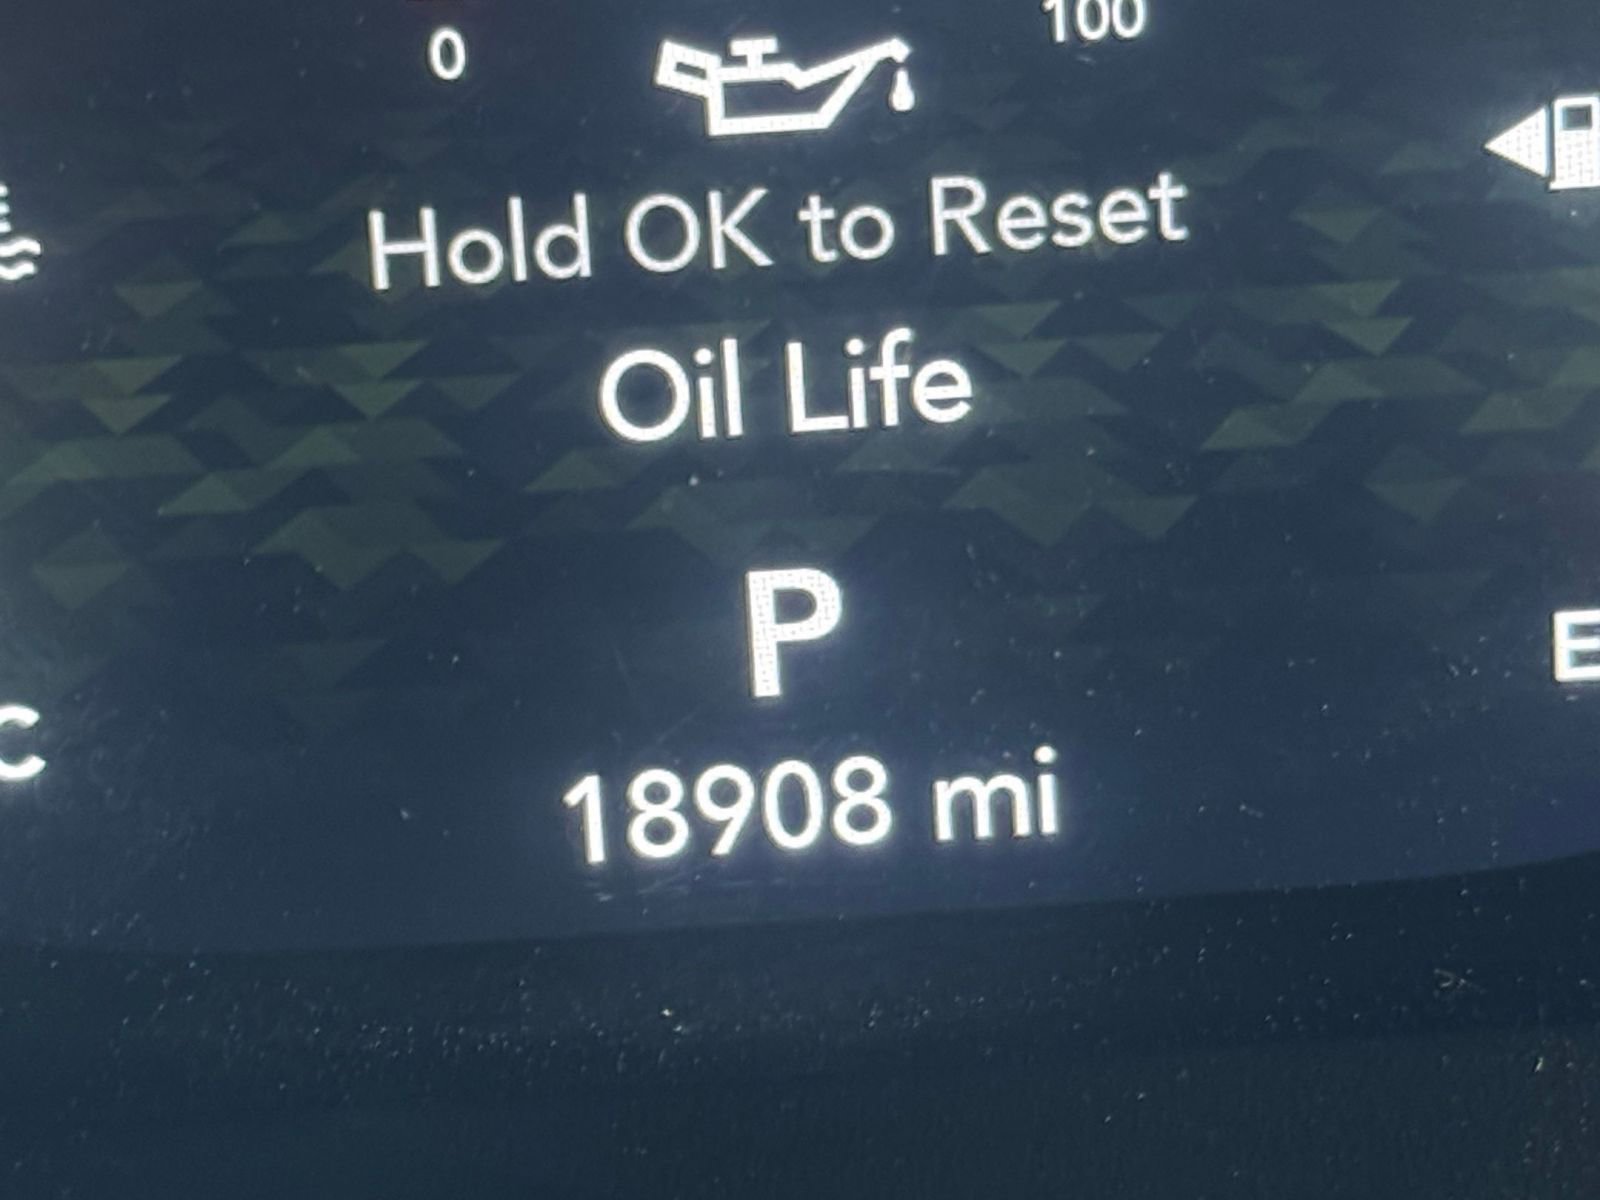 0
100
Hold OK to Reset
Oil Life
P
E
C
18908 mi